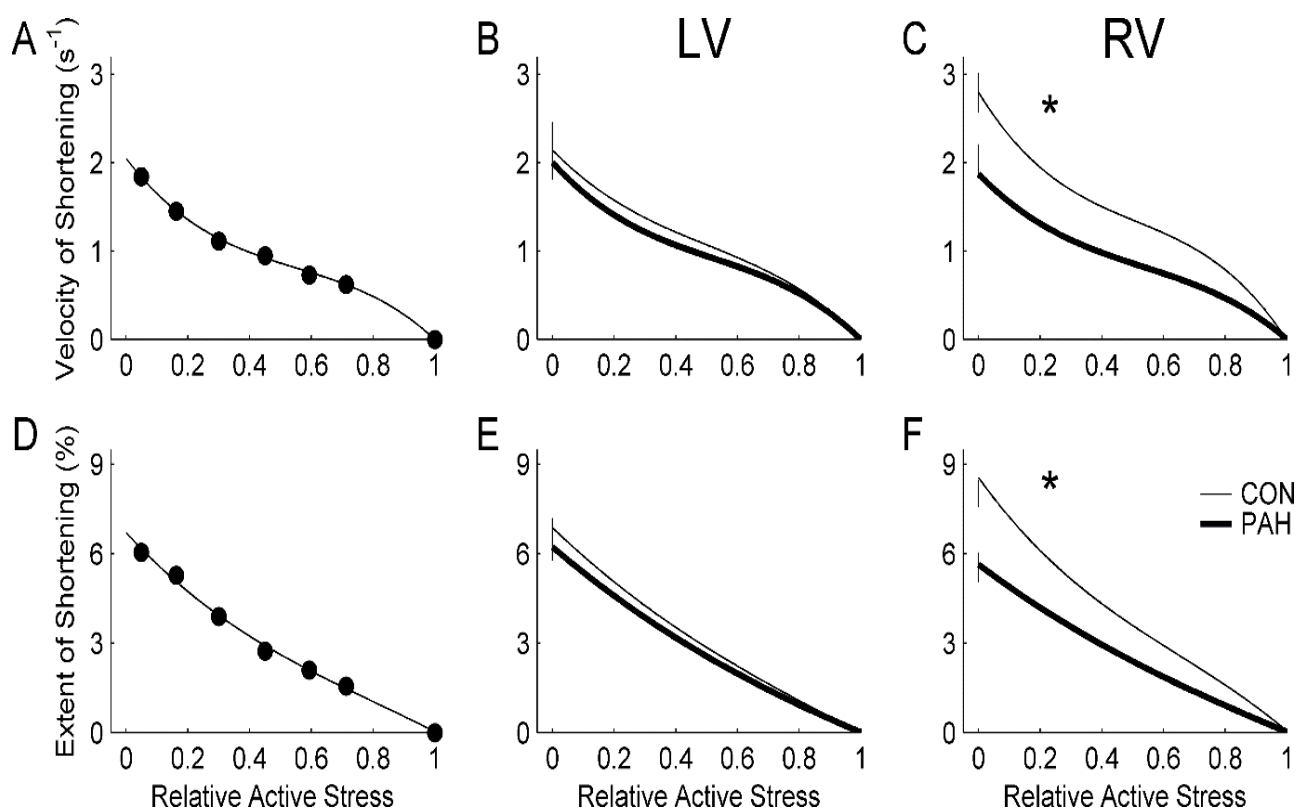 A
Velocity of Shortening (s⁻¹)
3
2
1
0
0 0.2 0.4 0.6 0.8 1
B
LV
3
2
1
0
0 0.2 0.4 0.6 0.8 1
C
RV
*
3
2
1
0
0 0.2 0.4 0.6 0.8 1
D
Extent of Shortening (%)
9
6
3
0
0 0.2 0.4 0.6 0.8 1
Relative Active Stress
E
9
6
3
0
0 0.2 0.4 0.6 0.8 1
Relative Active Stress
F
*
CON
PAH
9
6
3
0
0 0.2 0.4 0.6 0.8 1
Relative Active Stress